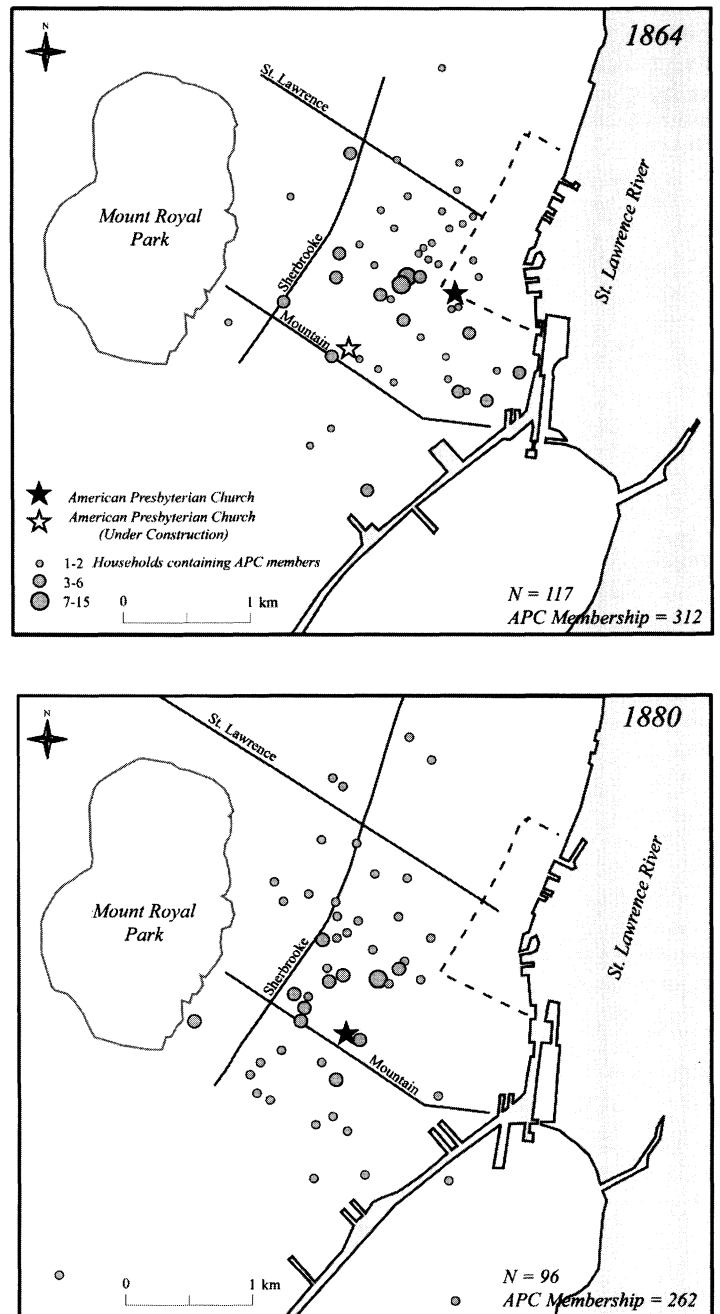 1864
N
St. Lawrence
Mount Royal
Park
Sherbrooke
St. Lawrence River
Mountain
American Presbyterian Church
American Presbyterian Church
(Under Construction)
1-2 Households containing APC members
3-6
7-15
0 1 km
N = 117
APC Membership = 312
1880
N
St. Lawrence
Mount Royal
Park
Sherbrooke
St. Lawrence River
Mountain
0 1 km
N = 96
APC Membership = 262